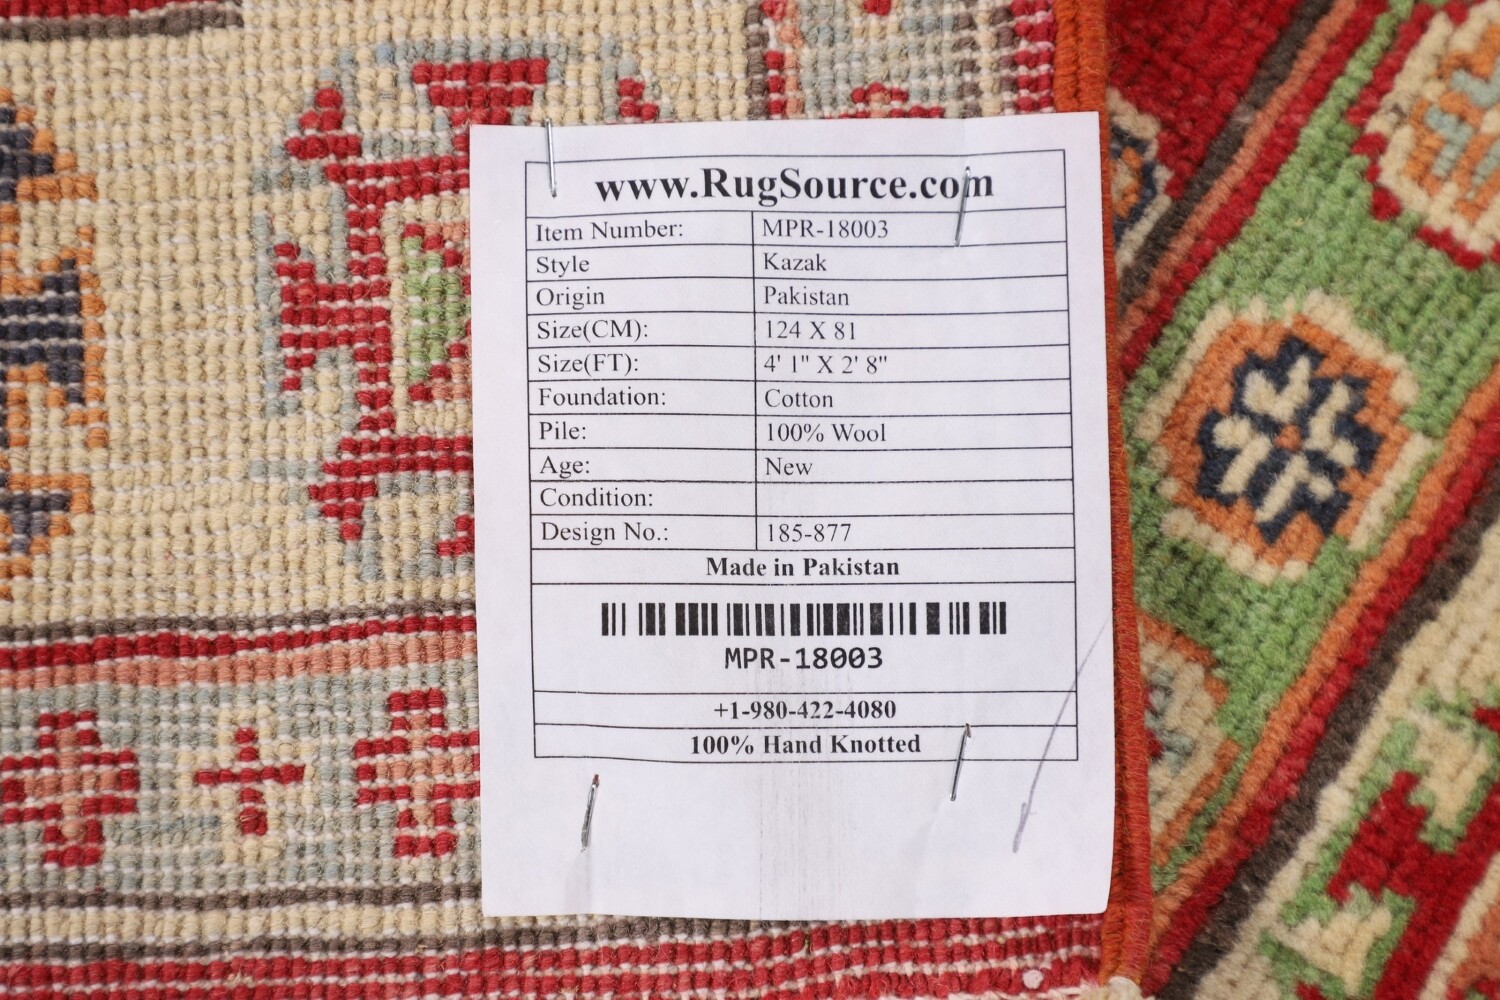 www.RugSource.com
Item Number: MPR-18003
Style Kazak
Origin Pakistan
Size(CM): 124 X 81
Size(FT): 4' 1" X 2' 8"
Foundation: Cotton
Pile: 100% Wool
Age: New
Condition:
Design No.: 185-877
Made in Pakistan
MPR-18003
+1-980-422-4080
100% Hand Knotted